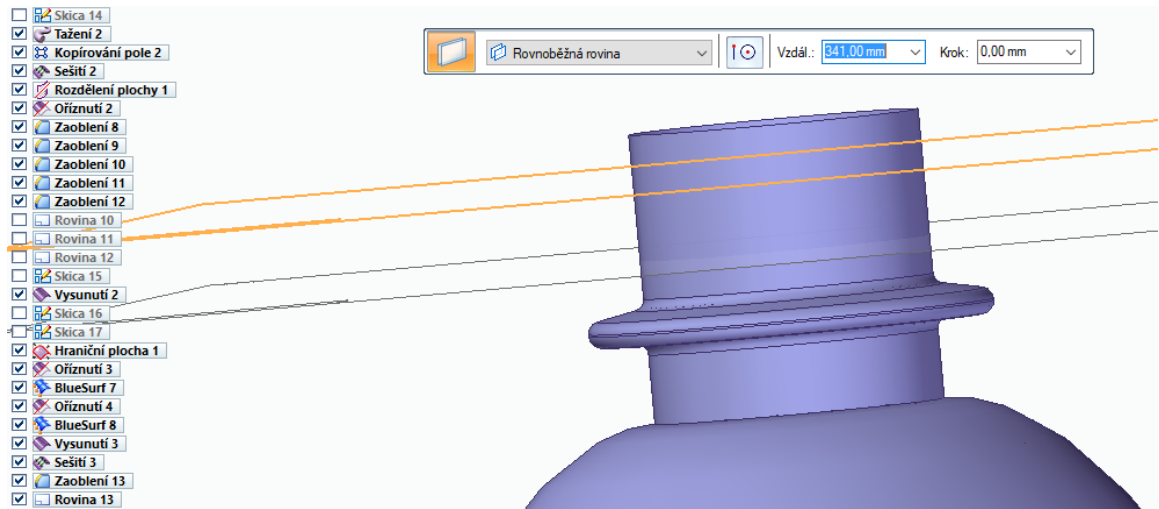 Skica 14
Tažení 2
Kopírování pole 2
Sešití 2
Rozdělení plochy 1
Oříznutí 2
Zaoblení 8
Zaoblení 9
Zaoblení 10
Zaoblení 11
Zaoblení 12
Rovina 10
Rovina 11
Rovina 12
Skica 15
Vysunutí 2
Skica 16
Skica 17
Hraniční plocha 1
Oříznutí 3
BlueSurf 7
Oříznutí 4
BlueSurf 8
Vysunutí 3
Sešití 3
Zaoblení 13
Rovina 13
Rovnoběžná rovina Vzdál.: 341,00 mm Krok: 0,00 mm